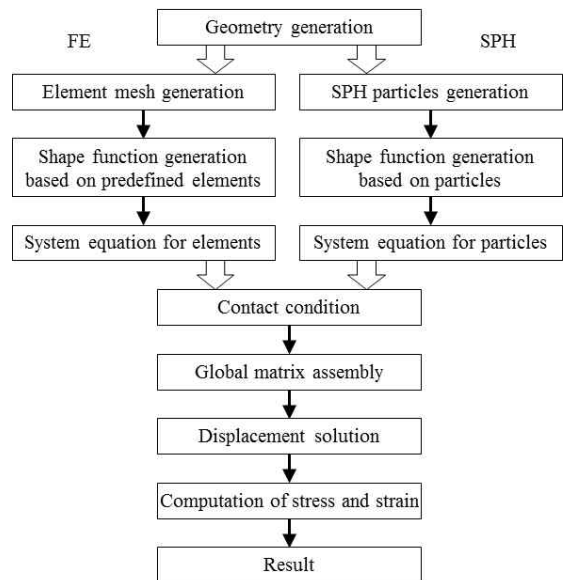 Geometry generation
FE
SPH
Element mesh generation
SPH particles generation
Shape function generation
based on predefined elements
Shape function generation
based on particles
System equation for elements
System equation for particles
Contact condition
Global matrix assembly
Displacement solution
Computation of stress and strain
Result